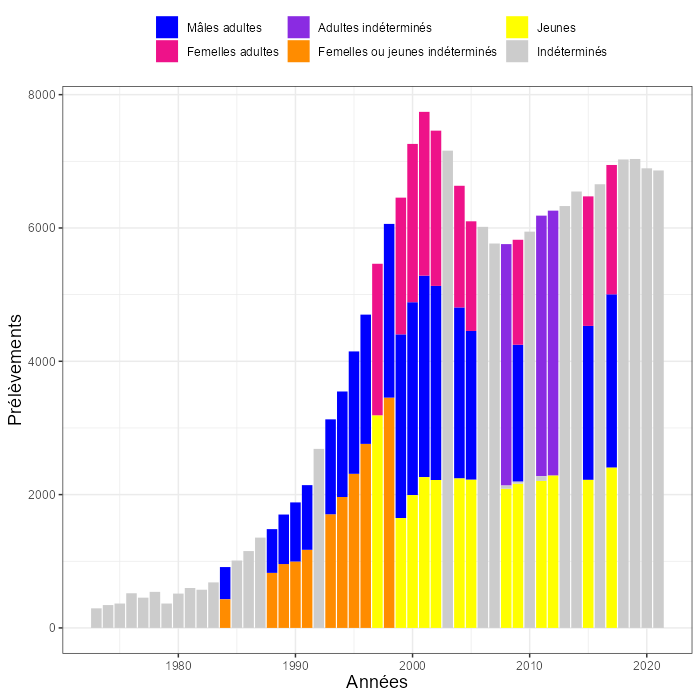 Mâles adultes
Adultes indéterminés
Jeunes
Femelles adultes
Femelles ou jeunes indéterminés
Indéterminés
8000
6000
4000
2000
0
Prélèvements
1980
1990
2000
2010
2020
Années